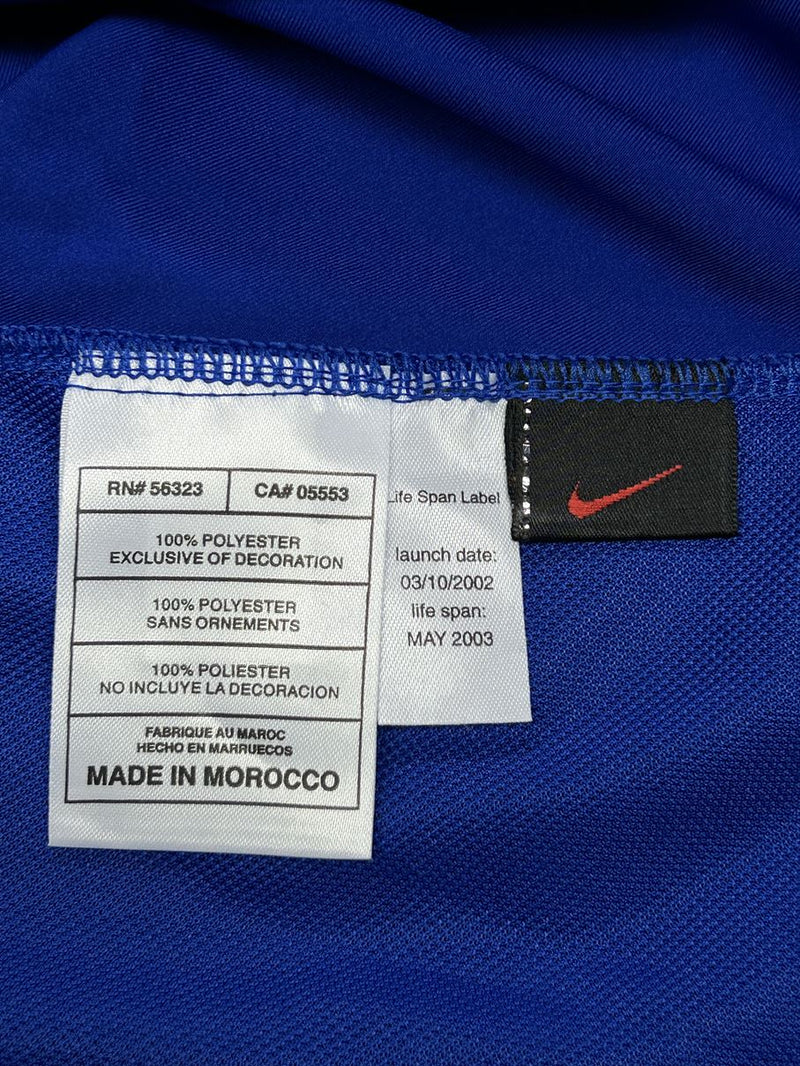 RN# 56323
CA# 05553
100% POLYESTER
EXCLUSIVE OF DECORATION
100% POLYESTER
SANS ORNEMENTS
100% POLIESTER
NO INCLUYE LA DECORACION
FABRIQUE AU MAROC
HECHO EN MARRUECOS
MADE IN MOROCCO
Life Span Label
launch date:
03/10/2002
life span:
MAY 2003